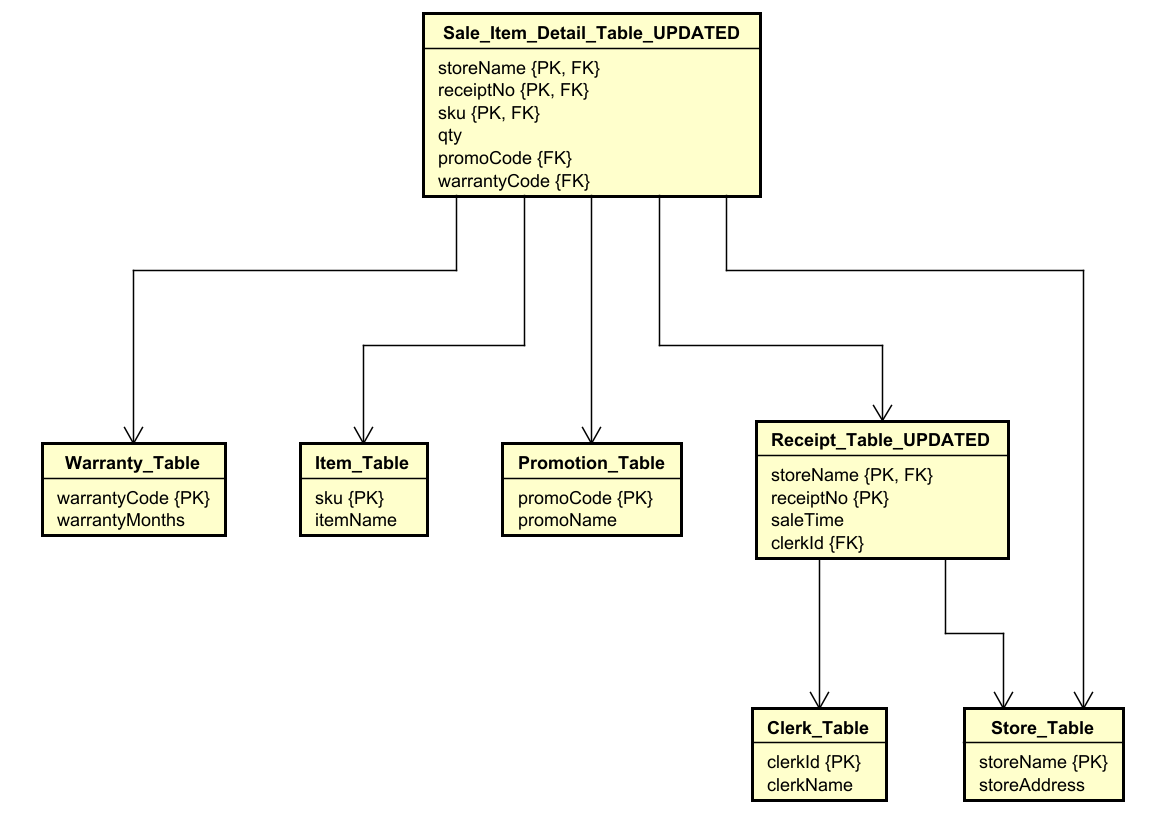 Sale_Item_Detail_Table_UPDATED
storeName {PK, FK}
receiptNo {PK, FK}
sku {PK, FK}
qty
promoCode {FK}
warrantyCode {FK}
Warranty_Table
warrantyCode {PK}
warrantyMonths
Item_Table
sku {PK}
itemName
Promotion_Table
promoCode {PK}
promoName
Receipt_Table_UPDATED
storeName {PK, FK}
receiptNo {PK}
saleTime
clerkId {FK}
Clerk_Table
clerkId {PK}
clerkName
Store_Table
storeName {PK}
storeAddress